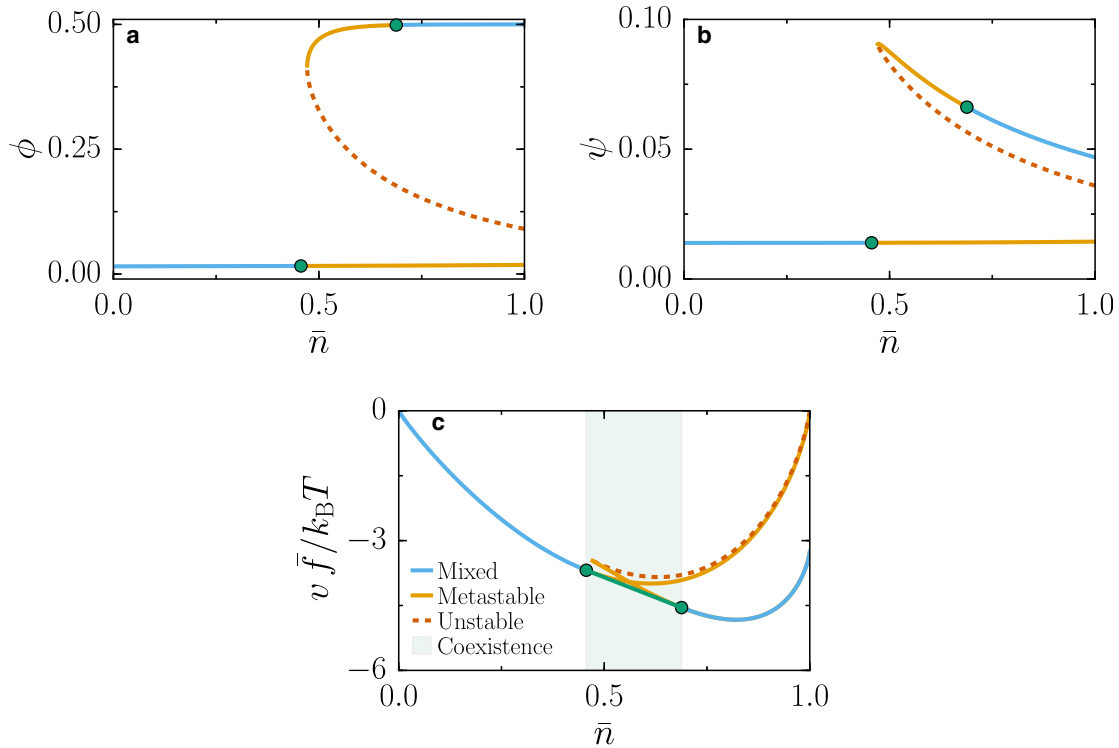 a
0.50
0.25
0.00
ϕ
0.0 0.5 1.0
n̄
b
0.10
0.05
0.00
ψ
0.0 0.5 1.0
n̄
c
0
−3
−6
v f̄/k_BT
Mixed
Metastable
Unstable
Coexistence
0.0 0.5 1.0
n̄